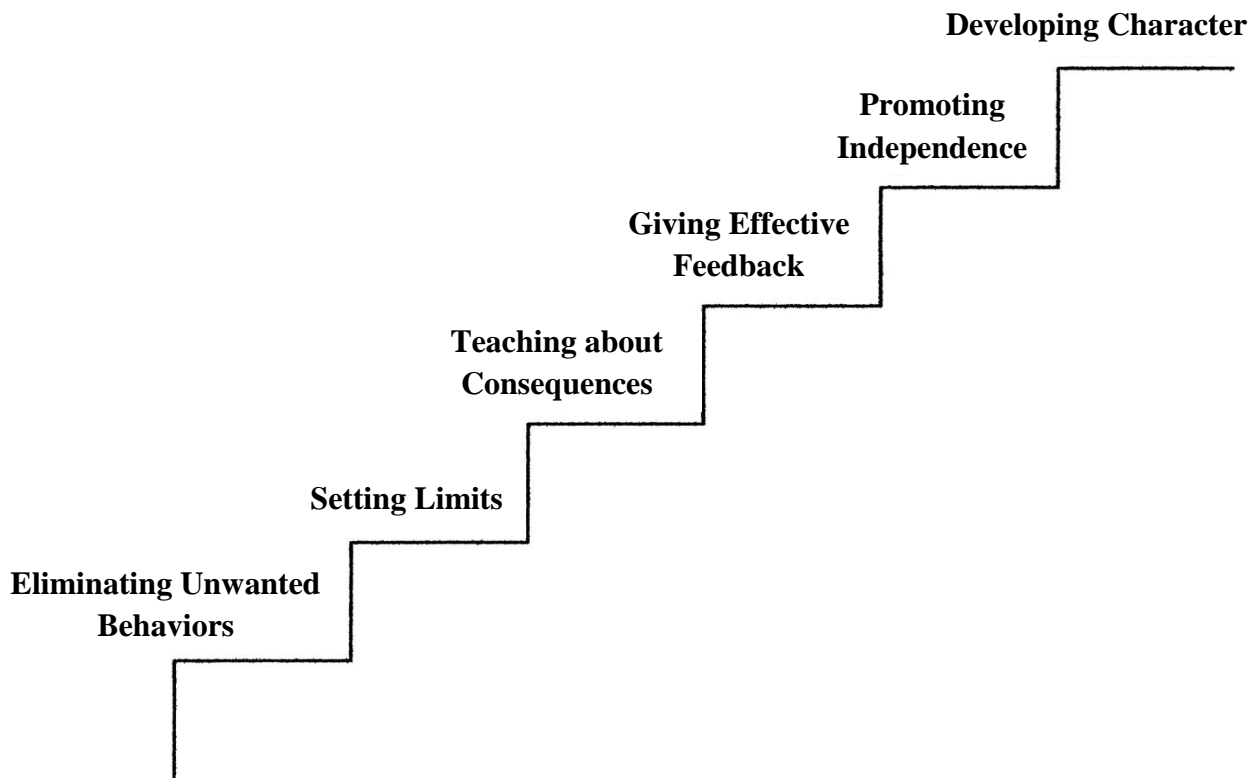 Developing Character
Promoting
Independence
Giving Effective
Feedback
Teaching about
Consequences
Setting Limits
Eliminating Unwanted
Behaviors